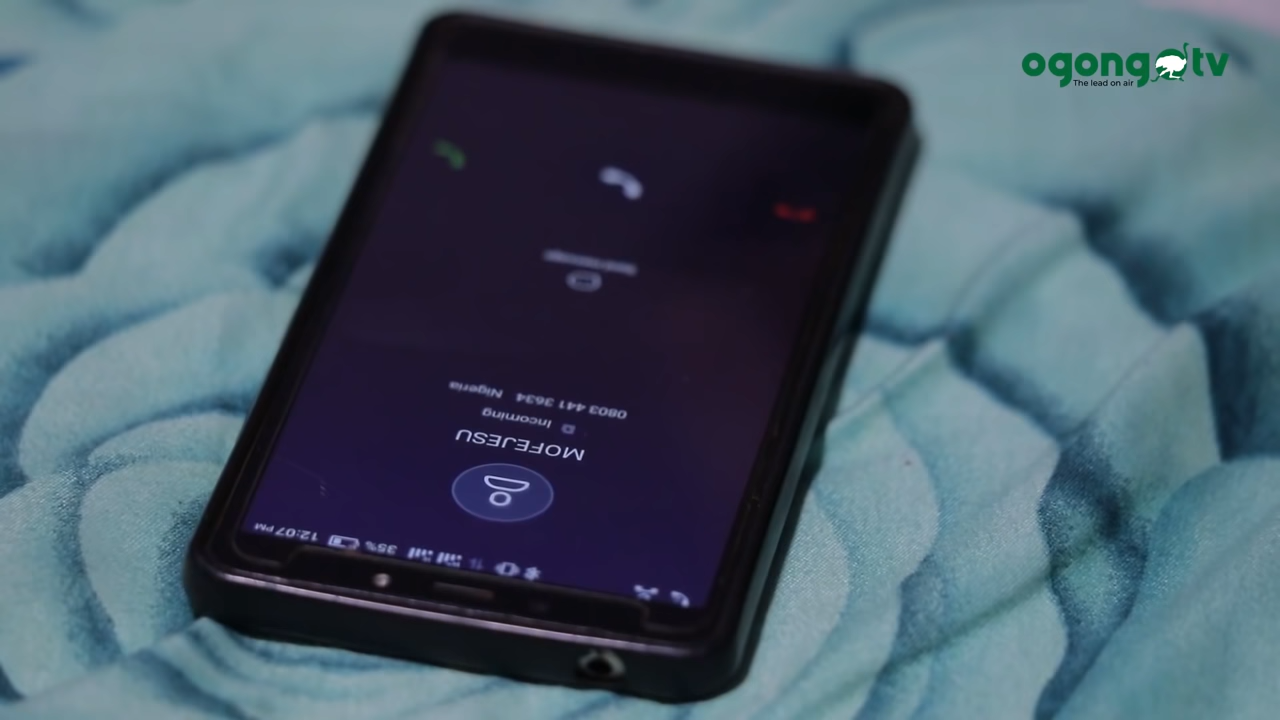 ogongo tv
The lead on air
12:07 PM
35%
MOFEJESU
Incoming
0803 441 3634 Nigeria